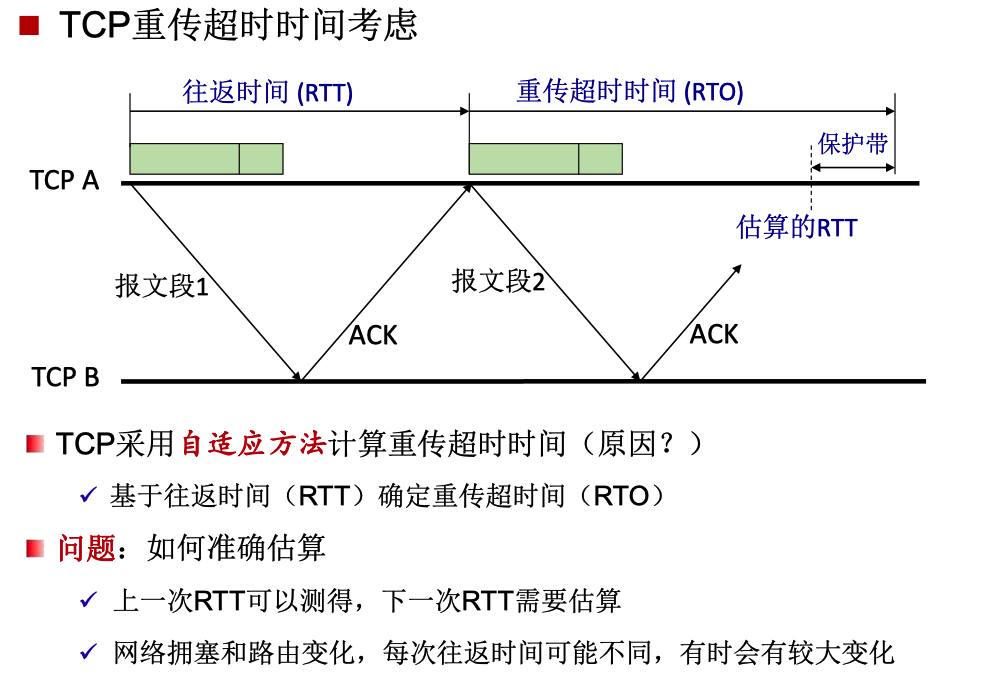 TCP重传超时时间考虑
往返时间 (RTT)
重传超时时间 (RTO)
保护带
TCP A
估算的RTT
报文段1
报文段2
ACK
ACK
TCP B
TCP采用自适应方法计算重传超时时间（原因？）
基于往返时间（RTT）确定重传超时间（RTO）
问题：如何准确估算
上一次RTT可以测得，下一次RTT需要估算
网络拥塞和路由变化，每次往返时间可能不同，有时会有较大变化